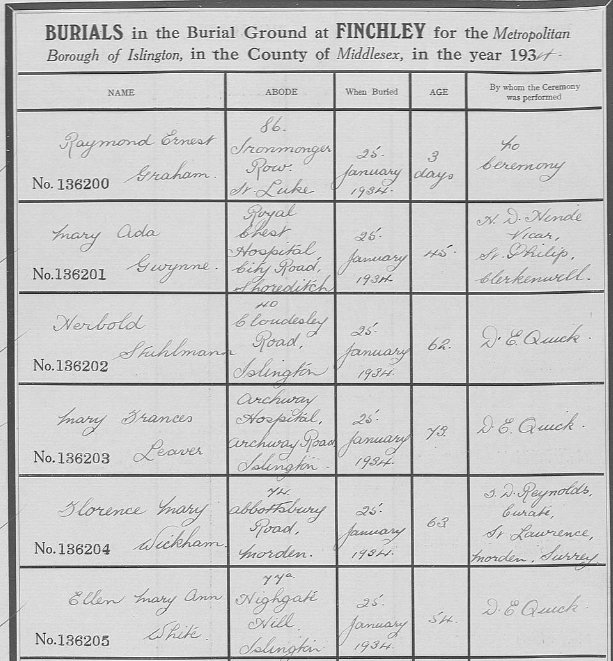 BURIALS in the Burial Ground at FINCHLEY for the Metropolitan
Borough of Islington, in the County of Middlesex, in the year 1934.
NAME ABODE When Buried AGE By whom the Ceremony
was performed
Raymond Ernest
Graham.
No. 136200
86.
Ironmonger
Row.
St. Luke
25
January
1934.
3
days
No
Ceremony
Mary Ada
Gwynne.
No. 136201
Royal
Chest
Hospital,
City Road,
Shoreditch
25
January
1934.
45.
H. D. Hinde
Vicar,
St. Philip,
Clerkenwell.
Herbold
Stuhlmann
No. 136202
40
Cloudesley
Road,
Islington
25
January
1934.
62.
D. E. Quick.
Mary Frances
Leaver
No. 136203
Archway
Hospital,
Archway Road
Islington.
25
January
1934.
73.
D. E. Quick.
Florence Mary
Wickham.
No. 136204
74
Abbottsbury
Road,
Morden.
25
January
1934.
63
D. Reynolds,
Curate,
St Lawrence,
Morden, Surrey
Ellen Mary Ann
White.
No. 136205
77a
Highgate
Hill.
Islington
25.
January
1934.
54.
D. E. Quick.